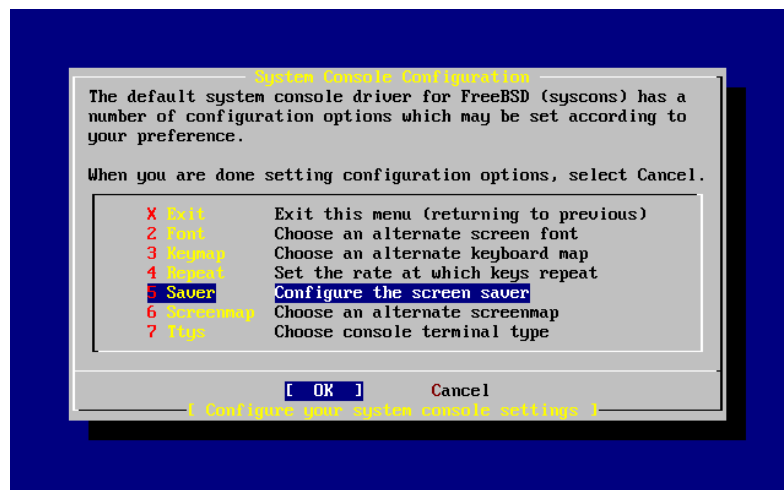 System Console Configuration
The default system console driver for FreeBSD (syscons) has a
number of configuration options which may be set according to
your preference.
When you are done setting configuration options, select Cancel.
X Exit Exit this menu (returning to previous)
2 Font Choose an alternate screen font
3 Keymap Choose an alternate keyboard map
4 Repeat Set the rate at which keys repeat
5 Saver Configure the screen saver
6 Screenmap Choose an alternate screenmap
7 Ttys Choose console terminal type
[ OK ] Cancel
[ Configure your system console settings ]